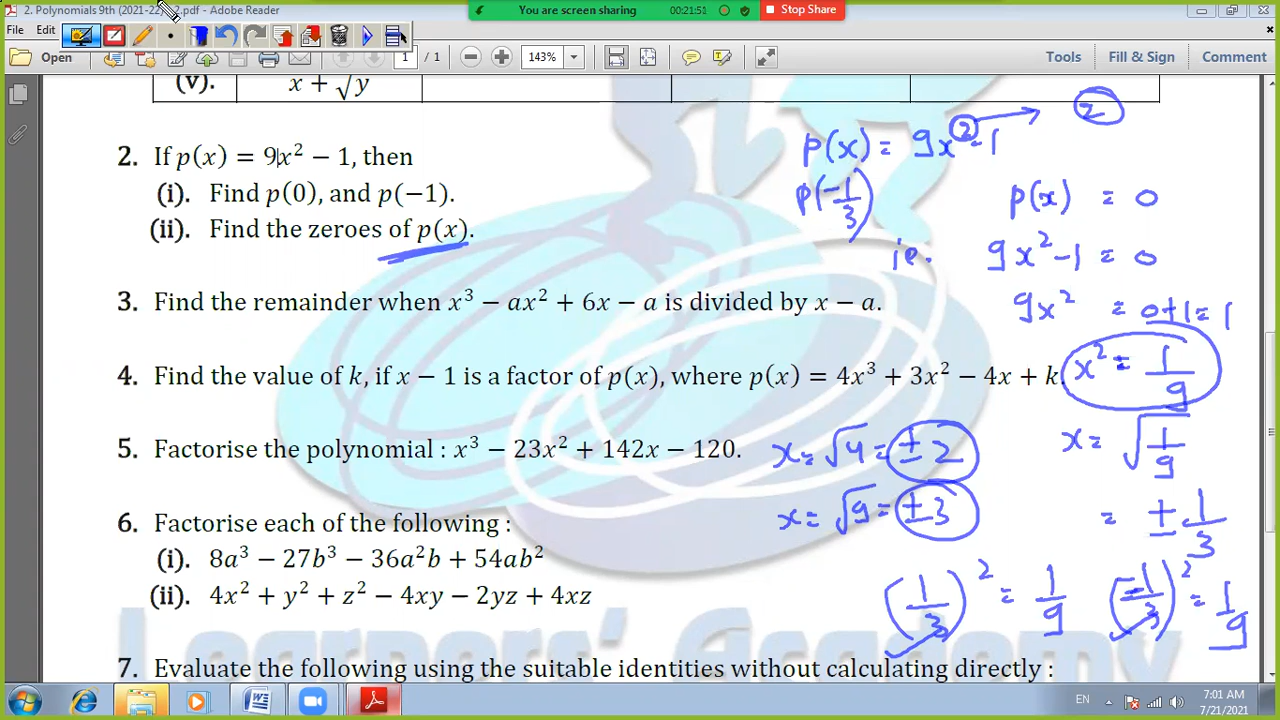 2. Polynomials 9th (2021-22)
2.pdf - Adobe Reader
You are screen sharing
00:21:51
Stop Share
File Edit
Open
1 / 1
143%
Tools Fill & Sign Comment
(v). x + √y
2. If p(x) = 9x² − 1, then
(i). Find p(0), and p(−1).
(ii). Find the zeroes of p(x).
3. Find the remainder when x³ − ax² + 6x − a is divided by x − a.
4. Find the value of k, if x − 1 is a factor of p(x), where p(x) = 4x³ + 3x² − 4x + k.
5. Factorise the polynomial : x³ − 23x² + 142x − 120.
6. Factorise each of the following :
(i). 8a³ − 27b³ − 36a²b + 54ab²
(ii). 4x² + y² + z² − 4xy − 2yz + 4xz
7. Evaluate the following using the suitable identities without calculating directly :
p(x) = 9x² - 1 → 2
p(-1/3)
p(x) = 0
ie. 9x² - 1 = 0
9x² = 0+1 = 1
x² = 1/9
x = √1/9
= ± 1/3
x = √4 = ± 2
x = √9 = ± 3
(1/3)² = 1/9
(-1/3)² = 1/9
Learners' Academy
EN
7:01 AM
7/21/2021